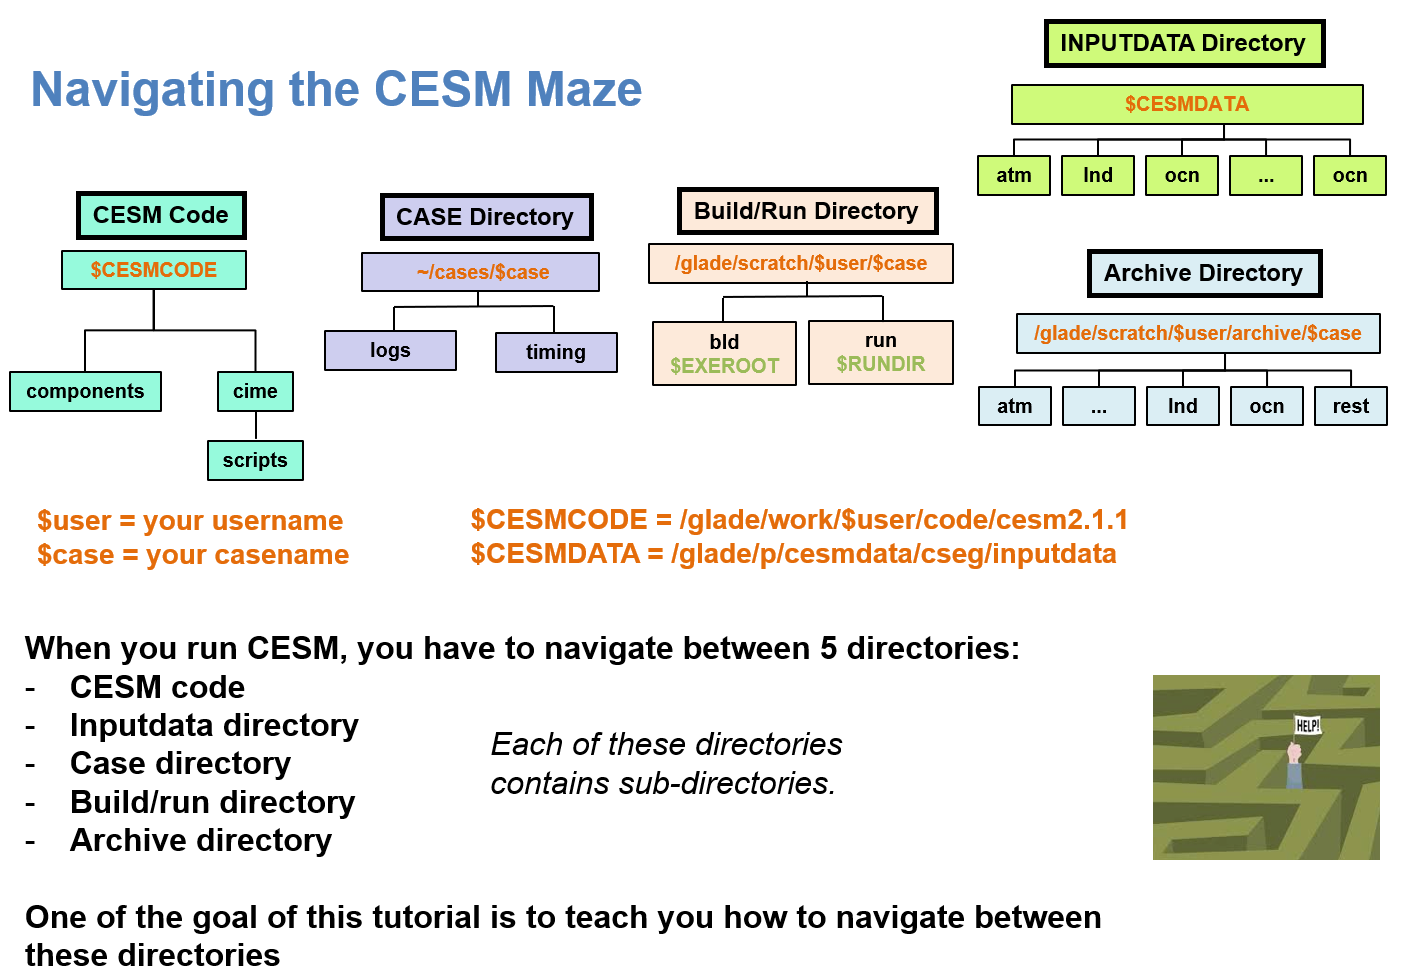 Navigating the CESM Maze
INPUTDATA Directory
$CESMDATA
atm
lnd
ocn
...
ocn
CESM Code
$CESMCODE
components
cime
scripts
CASE Directory
~/cases/$case
logs
timing
Build/Run Directory
/glade/scratch/$user/$case
bld
$EXEROOT
run
$RUNDIR
Archive Directory
/glade/scratch/$user/archive/$case
atm
...
lnd
ocn
rest
$user = your username
$case = your casename
$CESMCODE = /glade/work/$user/code/cesm2.1.1
$CESMDATA = /glade/p/cesmdata/cseg/inputdata
When you run CESM, you have to navigate between 5 directories:
- CESM code
- Inputdata directory
- Case directory
- Build/run directory
- Archive directory
Each of these directories
contains sub-directories.
HELP!
One of the goal of this tutorial is to teach you how to navigate between
these directories